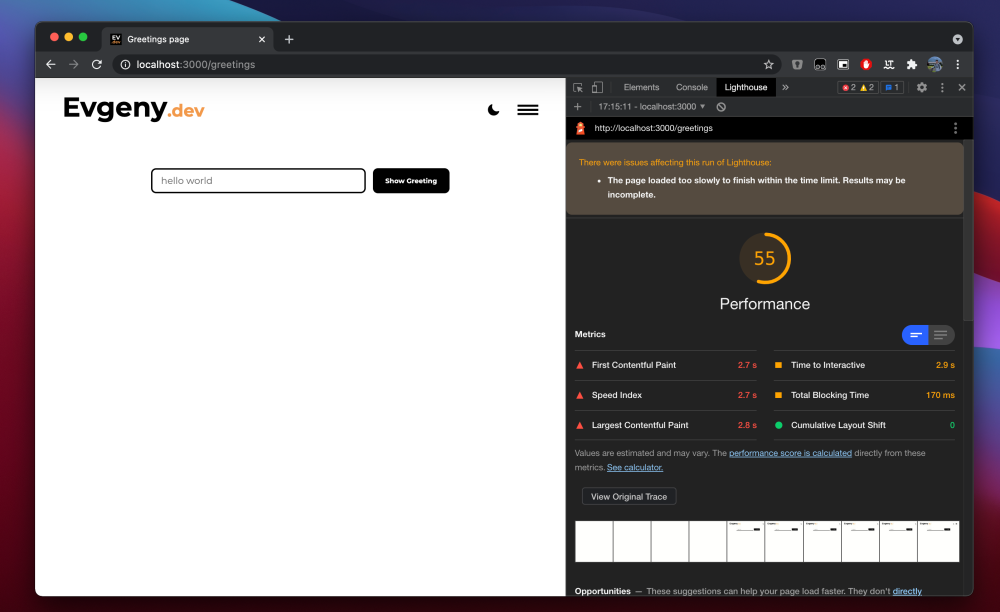 EV
dev
Greetings page
localhost:3000/greetings
Evgeny.dev
hello world
Show Greeting
Elements Console Lighthouse » 2 2 1
17:15:11 - localhost:3000
http://localhost:3000/greetings
There were issues affecting this run of Lighthouse:
• The page loaded too slowly to finish within the time limit. Results may be
incomplete.
55
Performance
Metrics
First Contentful Paint 2.7 s
Time to Interactive 2.9 s
Speed Index 2.7 s
Total Blocking Time 170 ms
Largest Contentful Paint 2.8 s
Cumulative Layout Shift 0
Values are estimated and may vary. The performance score is calculated directly from these
metrics. See calculator.
View Original Trace
Opportunities — These suggestions can help your page load faster. They don't directly